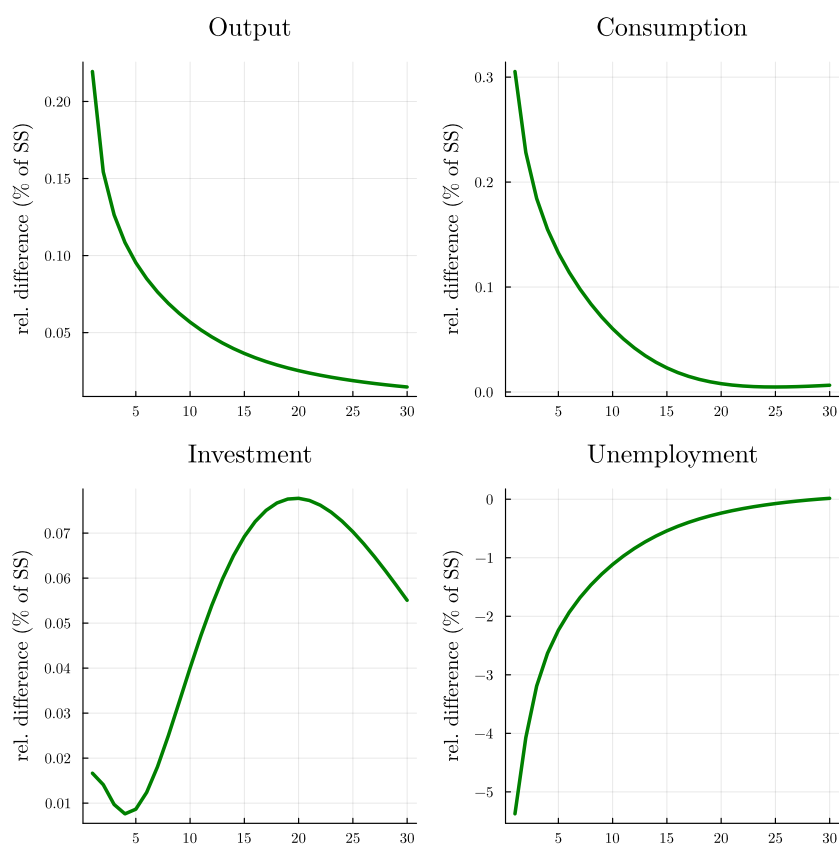 Output
rel. difference (% of SS)
0.20
0.15
0.10
0.05
5 10 15 20 25 30
Consumption
rel. difference (% of SS)
0.3
0.2
0.1
0.0
5 10 15 20 25 30
Investment
rel. difference (% of SS)
0.07
0.06
0.05
0.04
0.03
0.02
0.01
5 10 15 20 25 30
Unemployment
rel. difference (% of SS)
0
−1
−2
−3
−4
−5
5 10 15 20 25 30